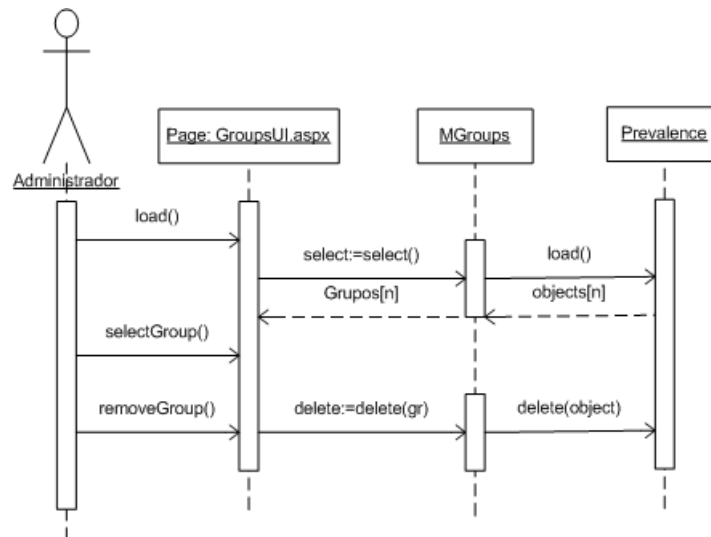 Page: GroupsUI.aspx
MGroups
Prevalence
Administrador
load()
select:=select()
load()
Grupos[n]
objects[n]
selectGroup()
removeGroup()
delete:=delete(gr)
delete(object)